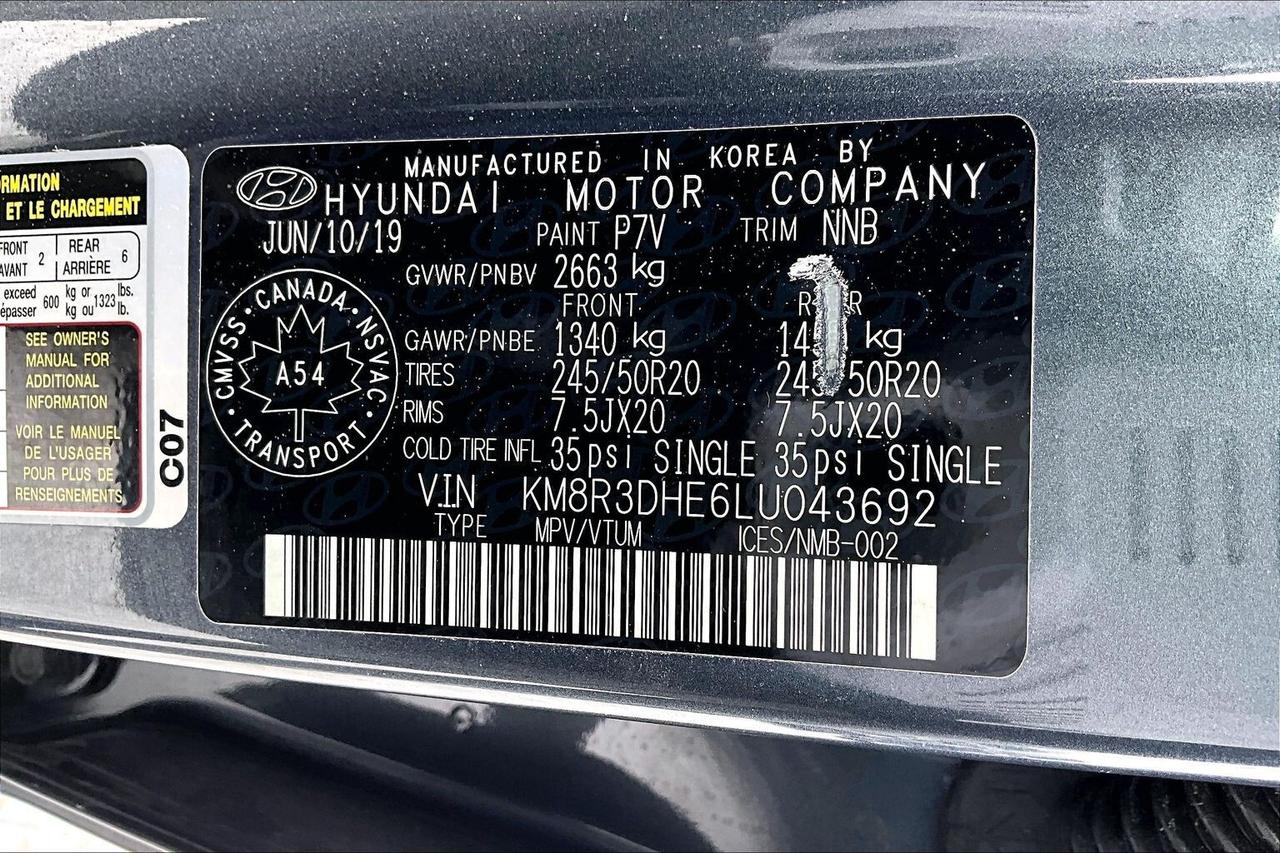 RMATION
ET LE CHARGEMENT
FRONT
AVANT 2
REAR
ARRIÈRE 6
exceed
épasser 600 kg or
kg ou 1323 lbs.
lb.
SEE OWNER'S
MANUAL FOR
ADDITIONAL
INFORMATION
VOIR LE MANUEL
DE L'USAGER
POUR PLUS DE
RENSEIGNEMENTS
C07
MANUFACTURED IN KOREA BY
HYUNDAI MOTOR COMPANY
JUN/10/19 PAINT P7V TRIM NNB
GVWR/PNBV 2663 kg
FRONT
GAWR/PNBE 1340 kg kg
TIRES 245/50R20 50R20
RIMS 7.5JX20 7.5JX20
COLD TIRE INFL 35psi SINGLE 35psi SINGLE
V.I.N KM8R3DHE6LU043692
TYPE MPV/VTUM ICES/NMB-002
CANADA
CMVSS · NSVAC
A54
TRANSPORT